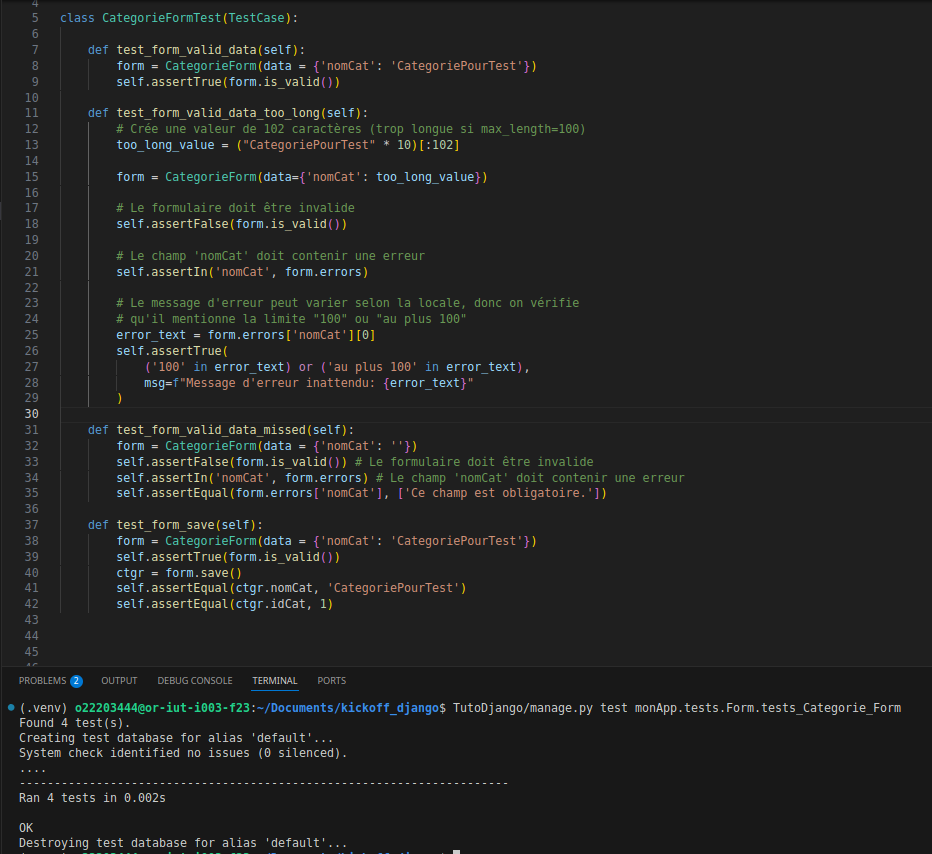 4
5 class CategorieFormTest(TestCase):
6
7     def test_form_valid_data(self):
8         form = CategorieForm(data = {'nomCat': 'CategoriePourTest'})
9         self.assertTrue(form.is_valid())
10
11     def test_form_valid_data_too_long(self):
12         # Crée une valeur de 102 caractères (trop longue si max_length=100)
13         too_long_value = ("CategoriePourTest" * 10)[:102]
14
15         form = CategorieForm(data={'nomCat': too_long_value})
16
17         # Le formulaire doit être invalide
18         self.assertFalse(form.is_valid())
19
20         # Le champ 'nomCat' doit contenir une erreur
21         self.assertIn('nomCat', form.errors)
22
23         # Le message d'erreur peut varier selon la locale, donc on vérifie
24         # qu'il mentionne la limite "100" ou "au plus 100"
25         error_text = form.errors['nomCat'][0]
26         self.assertTrue(
27             ('100' in error_text) or ('au plus 100' in error_text),
28             msg=f"Message d'erreur inattendu: {error_text}"
29         )
30
31     def test_form_valid_data_missed(self):
32         form = CategorieForm(data = {'nomCat': ''})
33         self.assertFalse(form.is_valid()) # Le formulaire doit être invalide
34         self.assertIn('nomCat', form.errors) # Le champ 'nomCat' doit contenir une erreur
35         self.assertEqual(form.errors['nomCat'], ['Ce champ est obligatoire.'])
36
37     def test_form_save(self):
38         form = CategorieForm(data = {'nomCat': 'CategoriePourTest'})
39         self.assertTrue(form.is_valid())
40         ctgr = form.save()
41         self.assertEqual(ctgr.nomCat, 'CategoriePourTest')
42         self.assertEqual(ctgr.idCat, 1)
43
44
45
PROBLEMS 2 OUTPUT DEBUG CONSOLE TERMINAL PORTS
(.venv) o22203444@or-iut-i003-f23:~/Documents/kickoff_django$ TutoDjango/manage.py test monApp.tests.Form.tests_Categorie_Form
Found 4 test(s).
Creating test database for alias 'default'...
System check identified no issues (0 silenced).
....
----------------------------------------------------------------------
Ran 4 tests in 0.002s

OK
Destroying test database for alias 'default'...